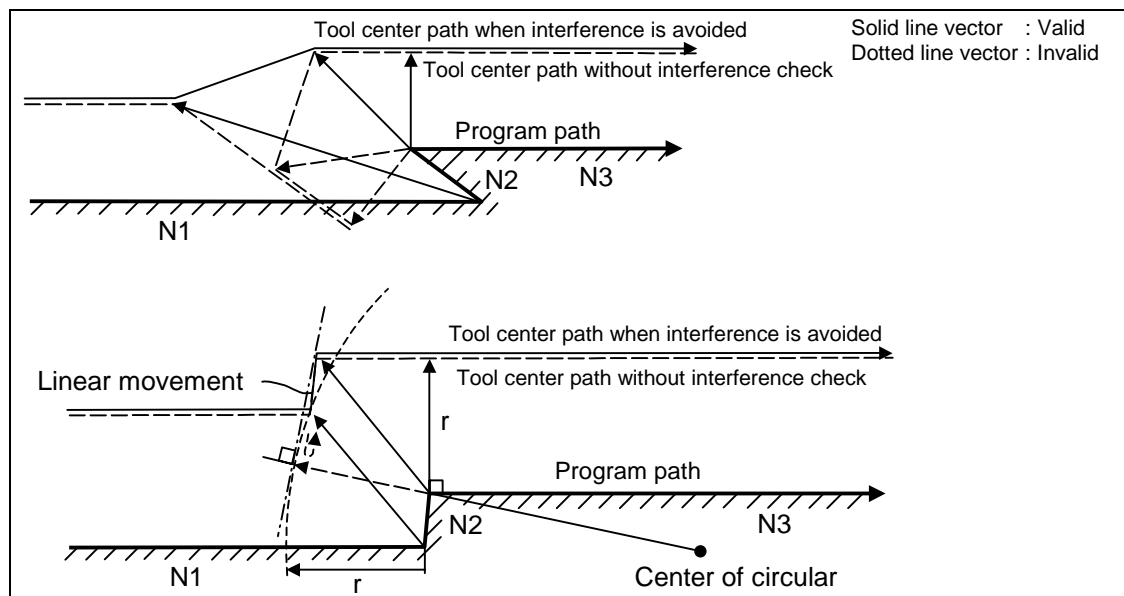 Tool center path when interference is avoided
Solid line vector : Valid
Dotted line vector : Invalid
Tool center path without interference check
Program path
N2
N3
N1
Tool center path when interference is avoided
Linear movement
Tool center path without interference check
r
Program path
N2
N3
N1
r
Center of circular